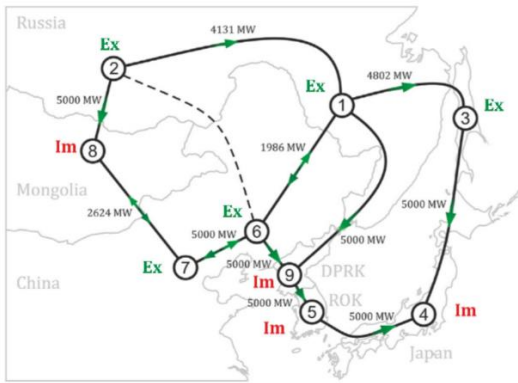 Russia
4131 MW
Ex
2
Ex
4802 MW
5000 MW
1
Ex
3
Im
8
1986 MW
Mongolia
Ex
5000 MW
2624 MW
5000 MW
6
5000 MW
China
Ex
7
5000 MW
9
DPRK
Im
5000 MW
ROK
5
5000 MW
4
Im
Im
Japan